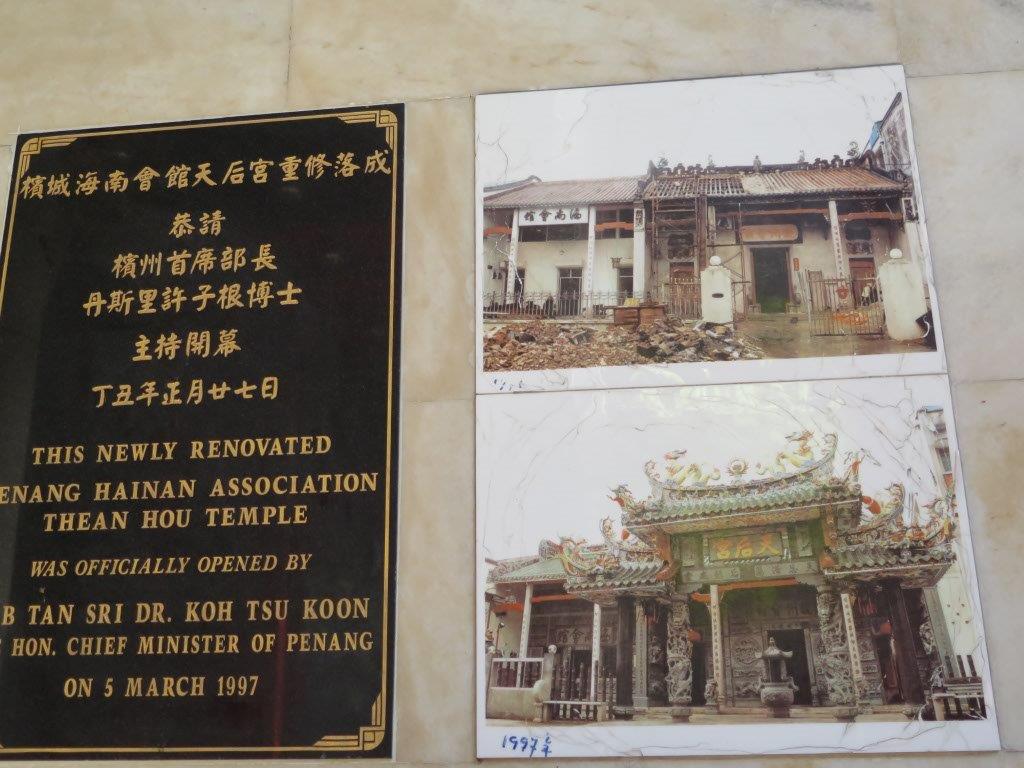 檳城海南會館天后宮重修落成
恭請
檳州首席部長
丹斯里許子根博士
主持開幕
丁丑年正月廿七日
THIS NEWLY RENOVATED
ENANG HAINAN ASSOCIATION
THEAN HOU TEMPLE
WAS OFFICIALLY OPENED BY
B TAN SRI DR. KOH TSU KOON
HON. CHIEF MINISTER OF PENANG
ON 5 MARCH 1997
館會南海
宮后天
1997年